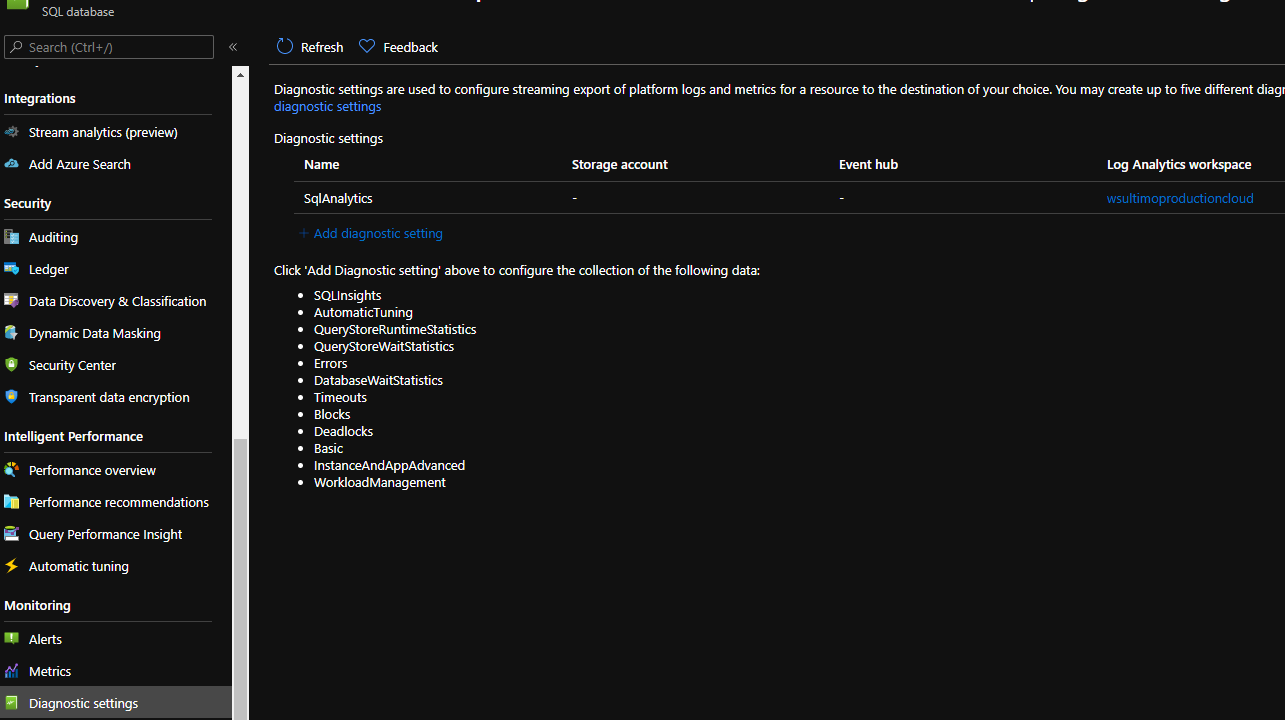 SQL database
Search (Ctrl+/)
«
Integrations
Stream analytics (preview)
Add Azure Search
Security
Auditing
Ledger
Data Discovery & Classification
Dynamic Data Masking
Security Center
Transparent data encryption
Intelligent Performance
Performance overview
Performance recommendations
Query Performance Insight
Automatic tuning
Monitoring
Alerts
Metrics
Diagnostic settings
Refresh Feedback
Diagnostic settings are used to configure streaming export of platform logs and metrics for a resource to the destination of your choice. You may create up to five different
diagnostic settings
Diagnostic settings
Name Storage account Event hub Log Analytics workspace
SqlAnalytics - - wsultimoproductioncloud
+ Add diagnostic setting
Click 'Add Diagnostic setting' above to configure the collection of the following data:
• SQLInsights
• AutomaticTuning
• QueryStoreRuntimeStatistics
• QueryStoreWaitStatistics
• Errors
• DatabaseWaitStatistics
• Timeouts
• Blocks
• Deadlocks
• Basic
• InstanceAndAppAdvanced
• WorkloadManagement